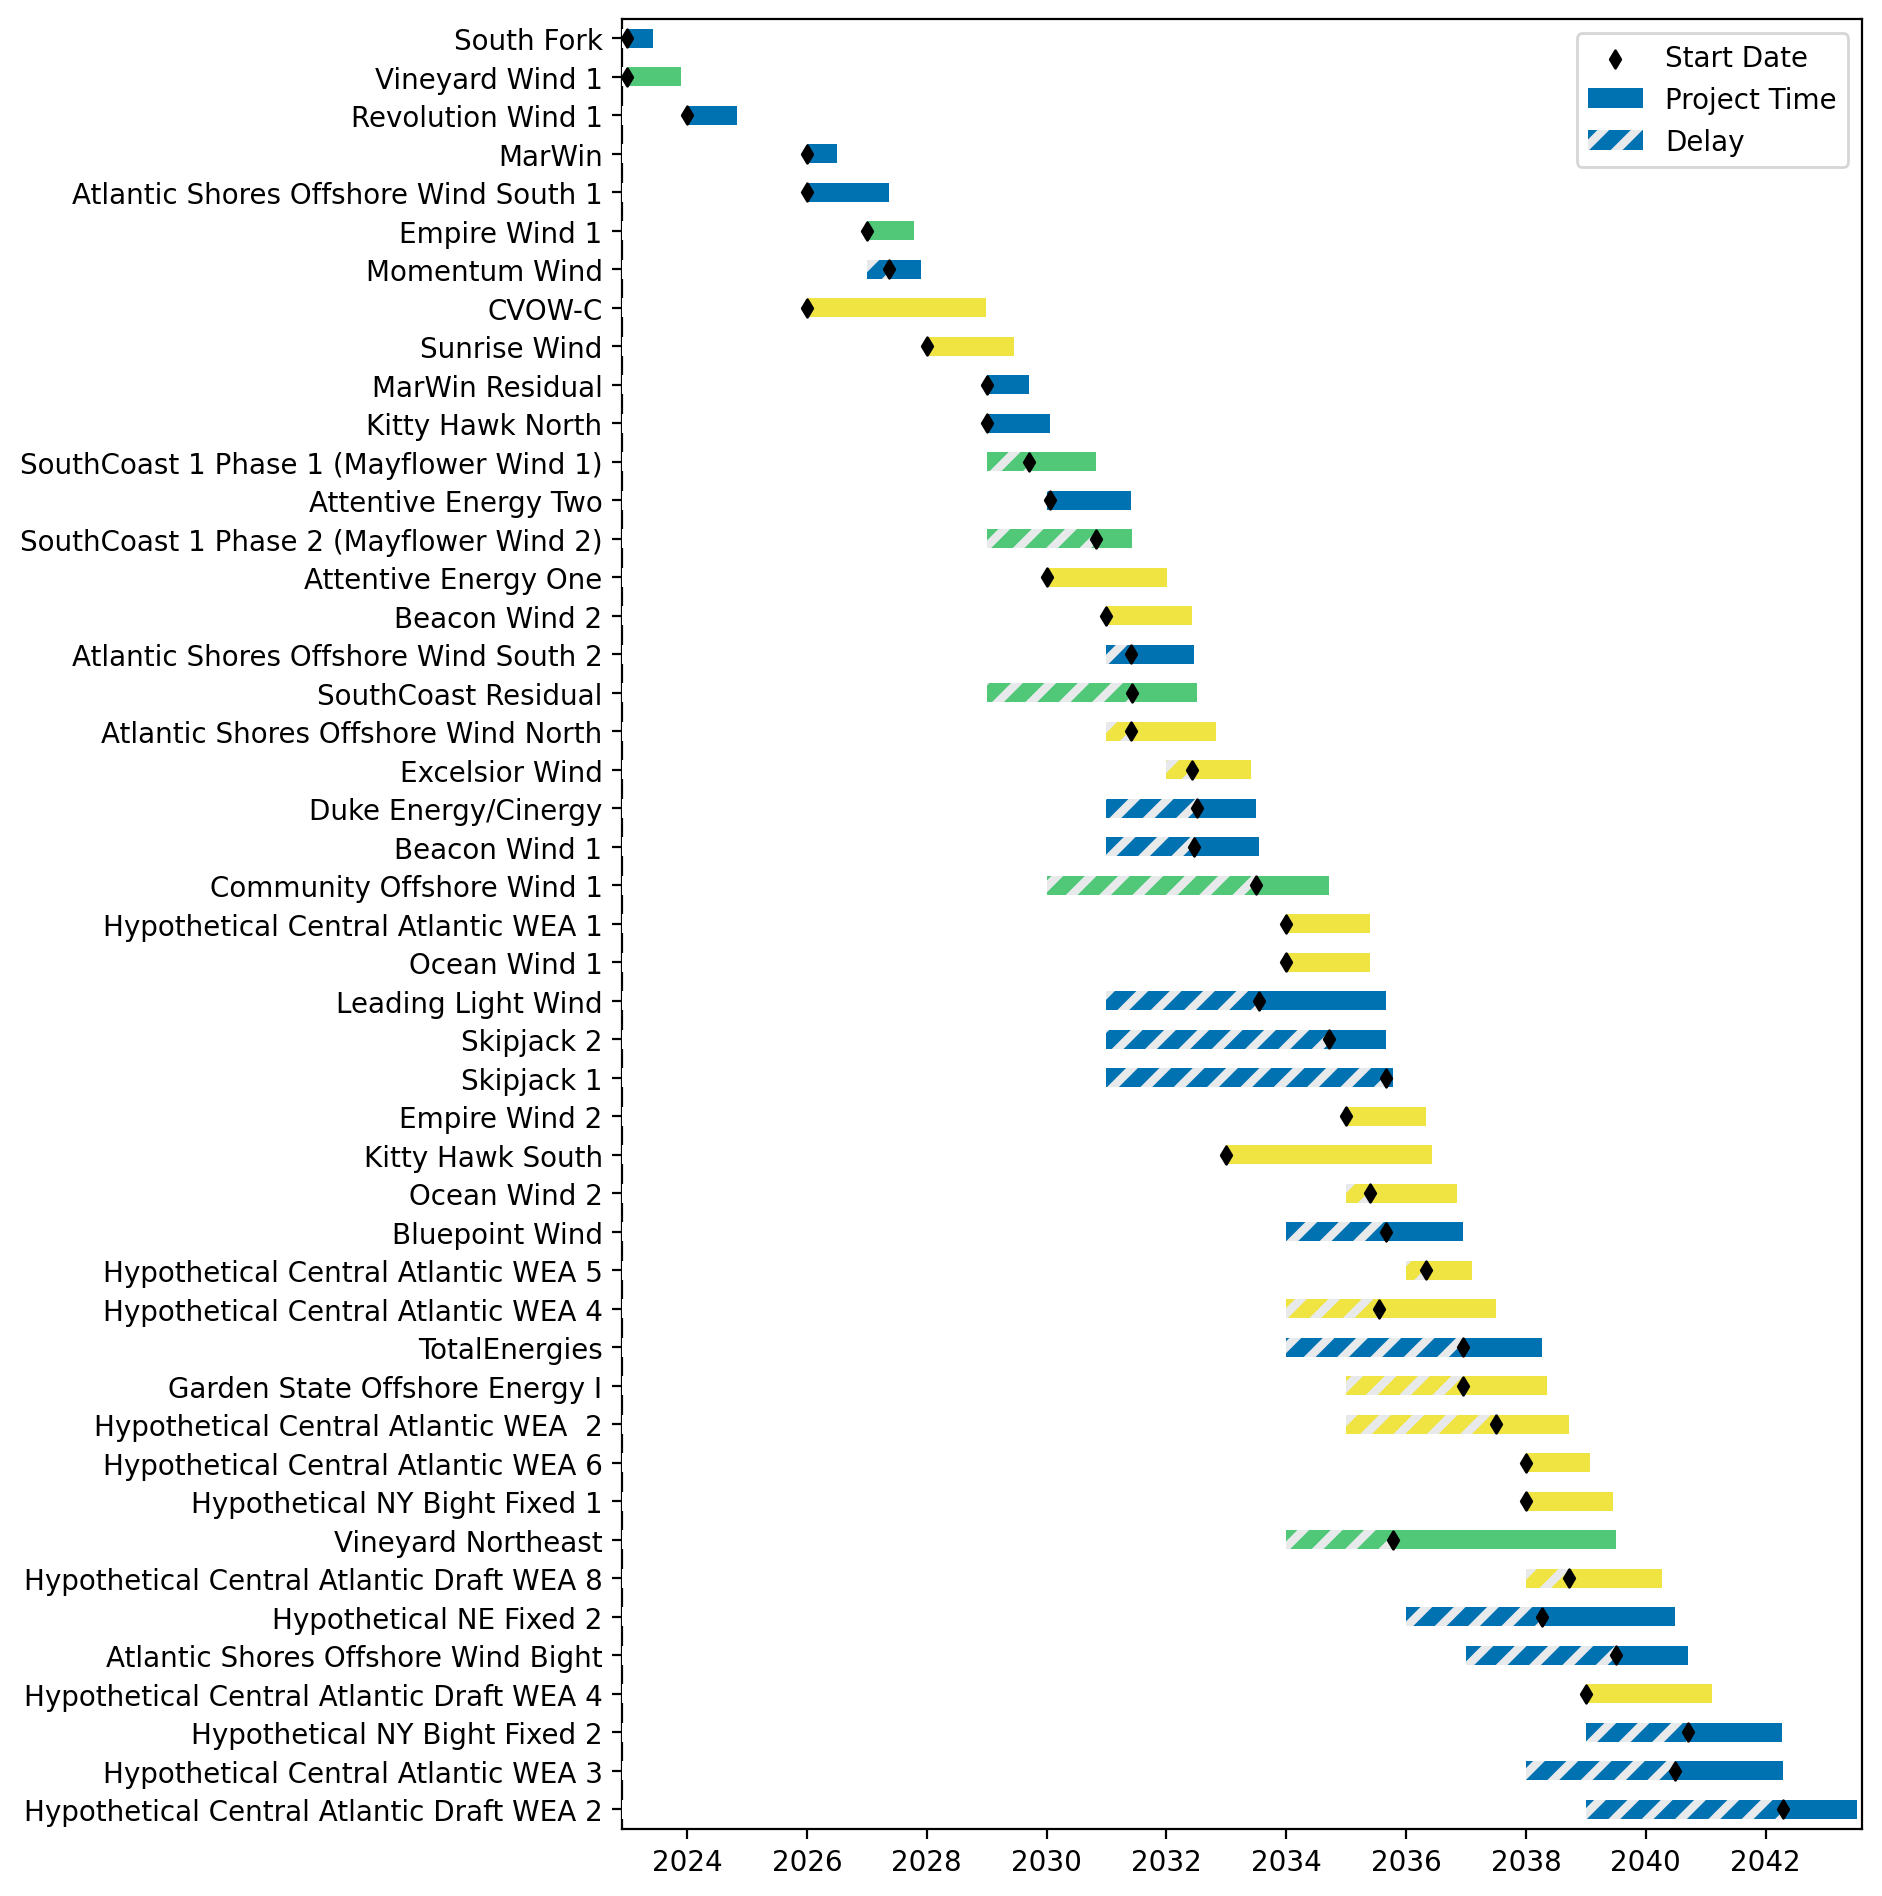 South Fork
Vineyard Wind 1
Revolution Wind 1
MarWin
Atlantic Shores Offshore Wind South 1
Empire Wind 1
Momentum Wind
CVOW-C
Sunrise Wind
MarWin Residual
Kitty Hawk North
SouthCoast 1 Phase 1 (Mayflower Wind 1)
Attentive Energy Two
SouthCoast 1 Phase 2 (Mayflower Wind 2)
Attentive Energy One
Beacon Wind 2
Atlantic Shores Offshore Wind South 2
SouthCoast Residual
Atlantic Shores Offshore Wind North
Excelsior Wind
Duke Energy/Cinergy
Beacon Wind 1
Community Offshore Wind 1
Hypothetical Central Atlantic WEA 1
Ocean Wind 1
Leading Light Wind
Skipjack 2
Skipjack 1
Empire Wind 2
Kitty Hawk South
Ocean Wind 2
Bluepoint Wind
Hypothetical Central Atlantic WEA 5
Hypothetical Central Atlantic WEA 4
TotalEnergies
Garden State Offshore Energy I
Hypothetical Central Atlantic WEA  2
Hypothetical Central Atlantic WEA 6
Hypothetical NY Bight Fixed 1
Vineyard Northeast
Hypothetical Central Atlantic Draft WEA 8
Hypothetical NE Fixed 2
Atlantic Shores Offshore Wind Bight
Hypothetical Central Atlantic Draft WEA 4
Hypothetical NY Bight Fixed 2
Hypothetical Central Atlantic WEA 3
Hypothetical Central Atlantic Draft WEA 2
Start Date
Project Time
Delay
2024 2026 2028 2030 2032 2034 2036 2038 2040 2042